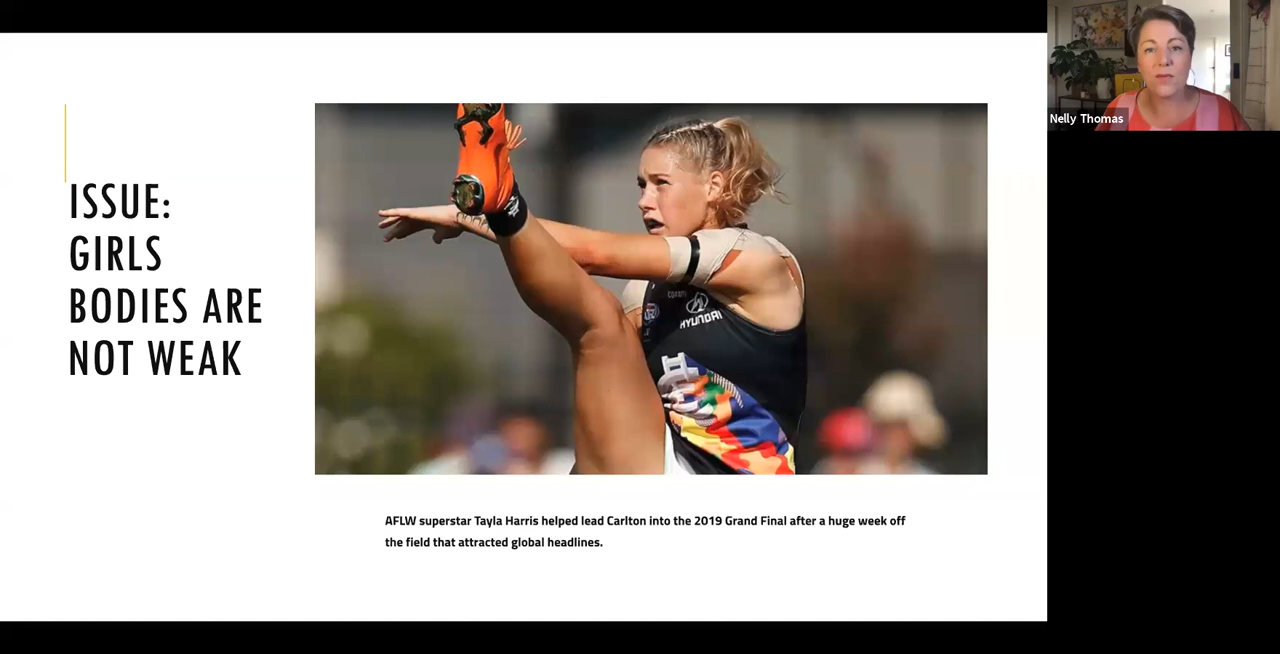 ISSUE:
GIRLS
BODIES ARE
NOT WEAK
HYUNDAI
AFLW superstar Tayla Harris helped lead Carlton into the 2019 Grand Final after a huge week off
the field that attracted global headlines.
Nelly Thomas